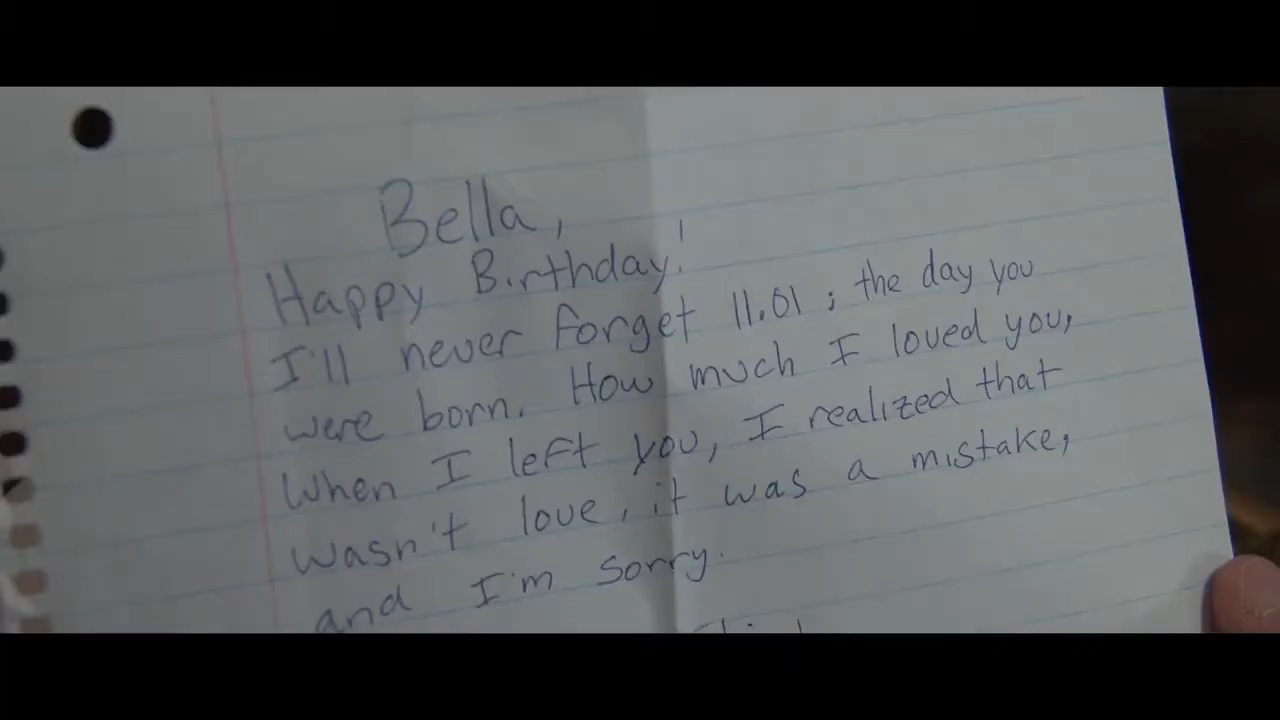 Bella,
Happy Birthday!
I'll never forget 11.01; the day you
were born. How much I loved you,
When I left you, I realized that
wasn't love, it was a mistake,
and I'm sorry.